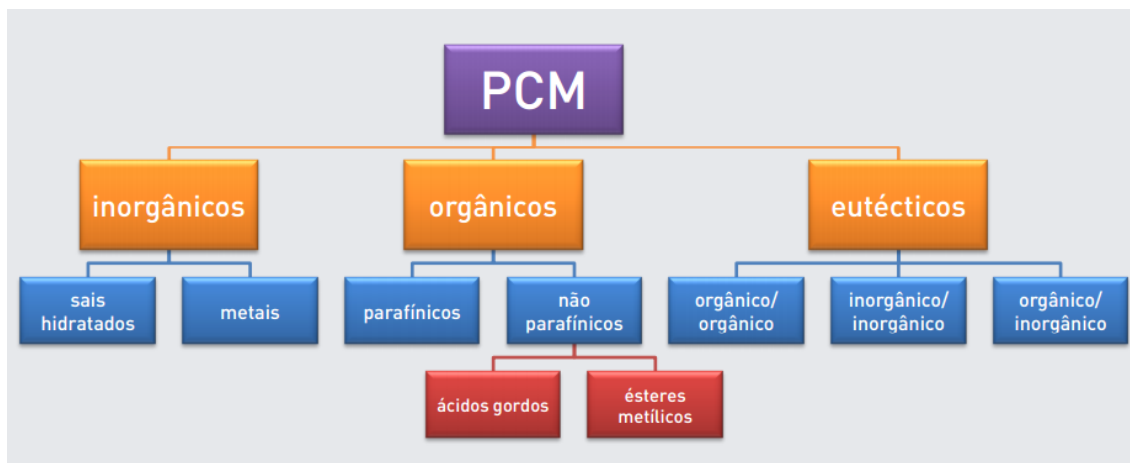 PCM
inorgânicos
orgânicos
eutécticos
sais
hidratados
metais
parafínicos
não
parafínicos
orgânico/
orgânico
inorgânico/
inorgânico
orgânico/
inorgânico
ácidos gordos
ésteres
metílicos